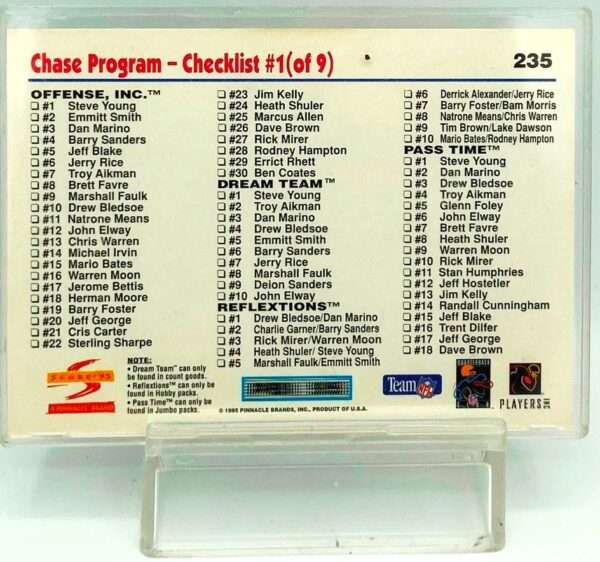 Chase Program – Checklist #1(of 9)
235
OFFENSE, INC.™
#1 Steve Young
#2 Emmitt Smith
#3 Dan Marino
#4 Barry Sanders
#5 Jeff Blake
#6 Jerry Rice
#7 Troy Aikman
#8 Brett Favre
#9 Marshall Faulk
#10 Drew Bledsoe
#11 Natrone Means
#12 John Elway
#13 Chris Warren
#14 Michael Irvin
#15 Mario Bates
#16 Warren Moon
#17 Jerome Bettis
#18 Herman Moore
#19 Barry Foster
#20 Jeff George
#21 Cris Carter
#22 Sterling Sharpe
#23 Jim Kelly
#24 Heath Shuler
#25 Marcus Allen
#26 Dave Brown
#27 Rick Mirer
#28 Rodney Hampton
#29 Errict Rhett
#30 Ben Coates
DREAM TEAM™
#1 Steve Young
#2 Troy Aikman
#3 Dan Marino
#4 Drew Bledsoe
#5 Emmitt Smith
#6 Barry Sanders
#7 Jerry Rice
#8 Marshall Faulk
#9 Deion Sanders
#10 John Elway
REFLEXTIONS™
#1 Drew Bledsoe/Dan Marino
#2 Charlie Garner/Barry Sanders
#3 Rick Mirer/Warren Moon
#4 Heath Shuler/ Steve Young
#5 Marshall Faulk/Emmitt Smith
#6 Derrick Alexander/Jerry Rice
#7 Barry Foster/Bam Morris
#8 Natrone Means/Chris Warren
#9 Tim Brown/Lake Dawson
#10 Mario Bates/Rodney Hampton
PASS TIME™
#1 Steve Young
#2 Dan Marino
#3 Drew Bledsoe
#4 Troy Aikman
#5 Glenn Foley
#6 John Elway
#7 Brett Favre
#8 Heath Shuler
#9 Warren Moon
#10 Rick Mirer
#11 Stan Humphries
#12 Jeff Hostetler
#13 Jim Kelly
#14 Randall Cunningham
#15 Jeff Blake
#16 Trent Dilfer
#17 Jeff George
#18 Dave Brown
SCORE '95
A PINNACLE BRAND
NOTE:
• Dream Team™ can only
be found in count goods.
• Reflextions™ can only be
found in Hobby packs.
• Pass Time™ can only be
found in Jumbo packs.
© 1995 PINNACLE BRANDS, INC., PRODUCT OF U.S.A.
Team NFL
QUARTERBACK
CLUB
PLAYERS INC